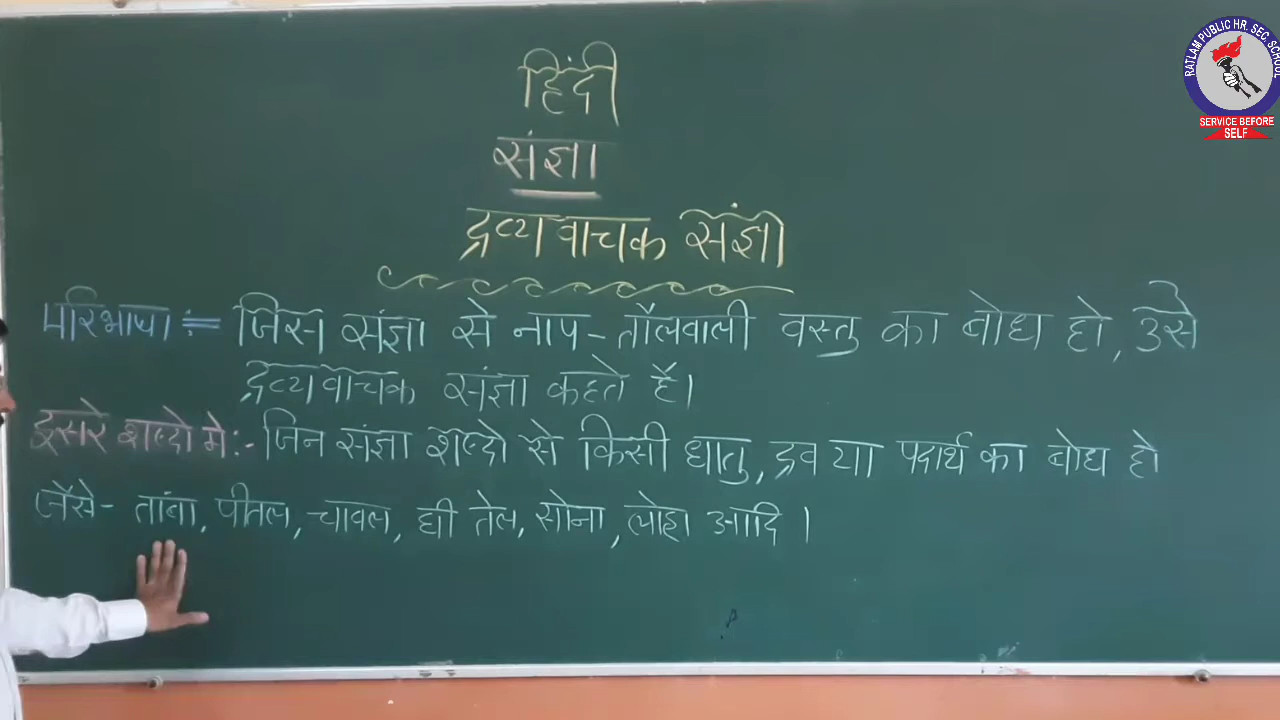 हिंदी
संज्ञा
द्रव्यवाचक संज्ञा
परिभाषा := जिस संज्ञा से नाप-तौलवाली वस्तु का बोध हो, उसे
द्रव्यवाचक संज्ञा कहते हैं।
दूसरे शब्दो मे:- जिन संज्ञा शब्दो से किसी धातु, द्रव या पदार्थ का बोध हो
जैसे- तांबा, पीतल, चावल, घी तेल, सोना, लोहा आदि ।
RATLAM PUBLIC HR. SEC. SCHOOL
SERVICE BEFORE
SELF